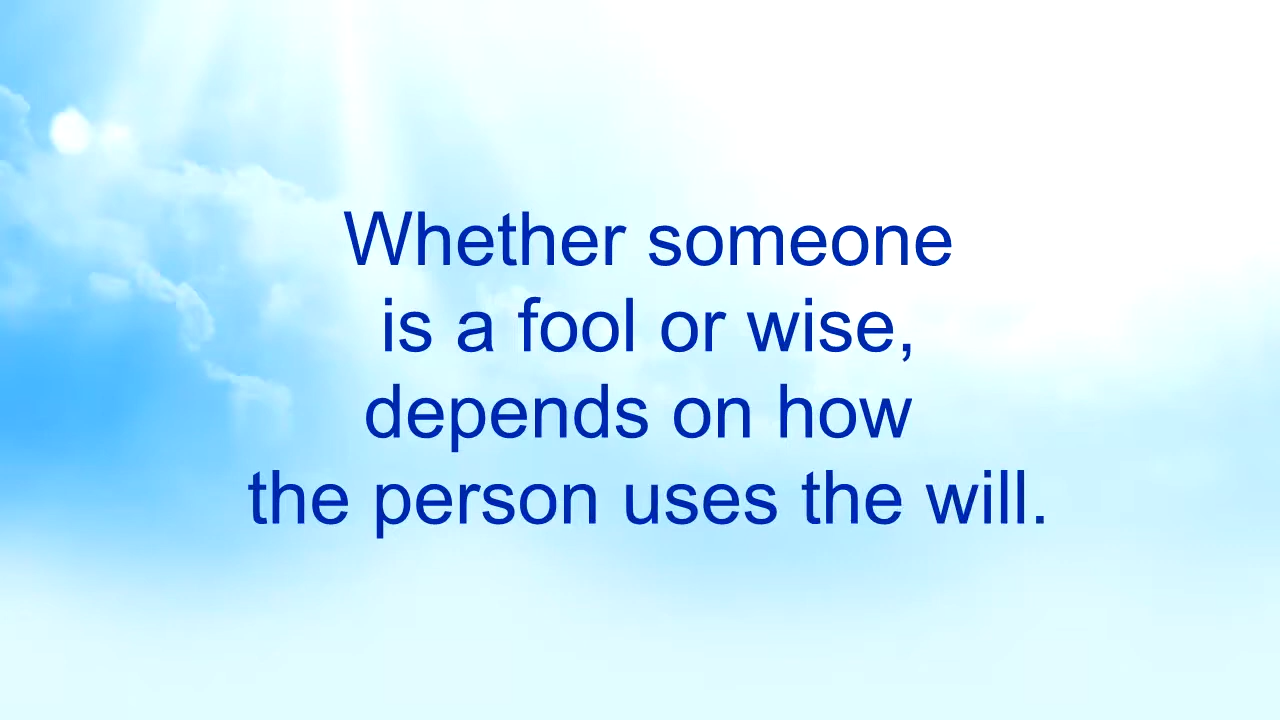 Whether someone
is a fool or wise,
depends on how
the person uses the will.